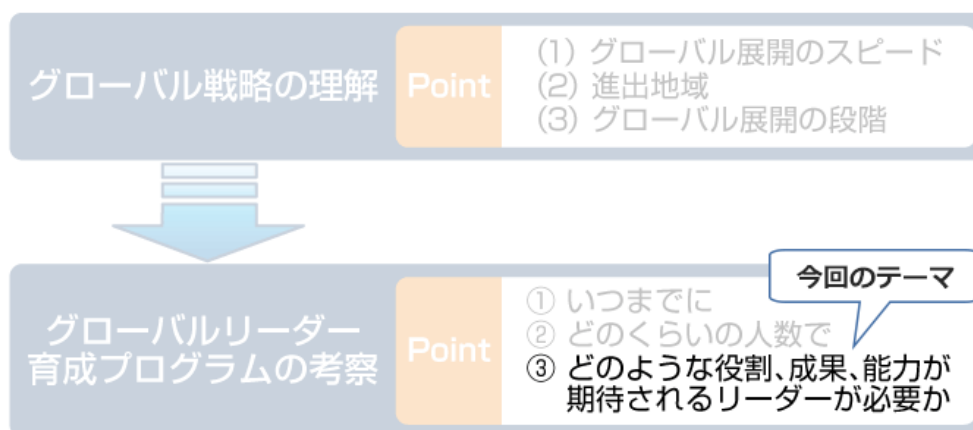 グローバル戦略の理解
Point
(1) グローバル展開のスピード
(2) 進出地域
(3) グローバル展開の段階
今回のテーマ
グローバルリーダー
育成プログラムの考察
Point
① いつまでに
② どのくらいの人数で
③ どのような役割、成果、能力が
期待されるリーダーが必要か